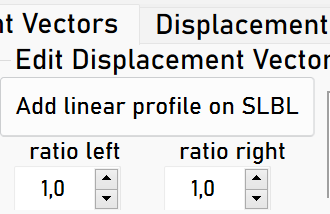 Vectors Displacement
Edit Displacement Vector
Add linear profile on SLBL
ratio left ratio right
1,0 1,0